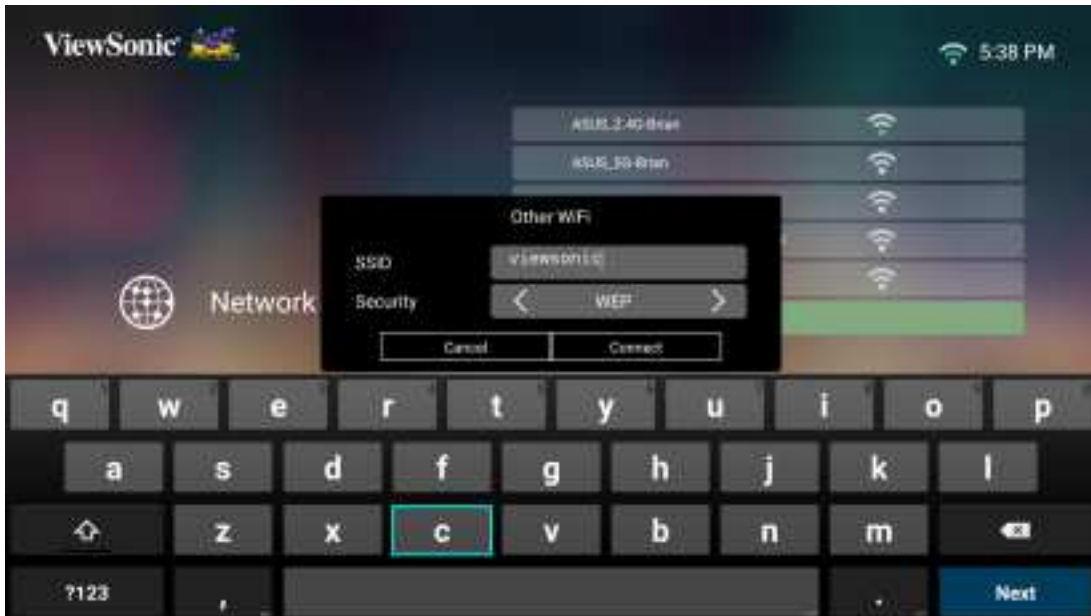 ViewSonic
5:38 PM
ASUS_2.4G-Brian
ASUS_5G-Brian
Other WiFi
SSID
viewsonic
Network
Security
WEP
Cancel
Connect
q w e r t y u i o p
a s d f g h j k l
z x c v b n m
?123 , . Next